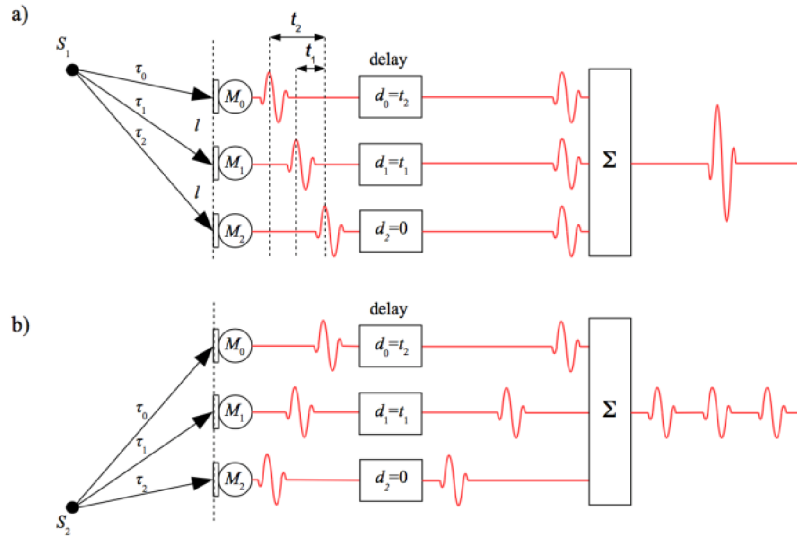 a)
t₂
S₁
t₁
delay
τ₀
M₀
d₀=t₂
τ₁
l
τ₂
M₁
d₁=t₁
Σ
l
M₂
d₂=0
b)
delay
M₀
d₀=t₂
τ₀
M₁
d₁=t₁
Σ
τ₁
τ₂
M₂
d₂=0
S₂